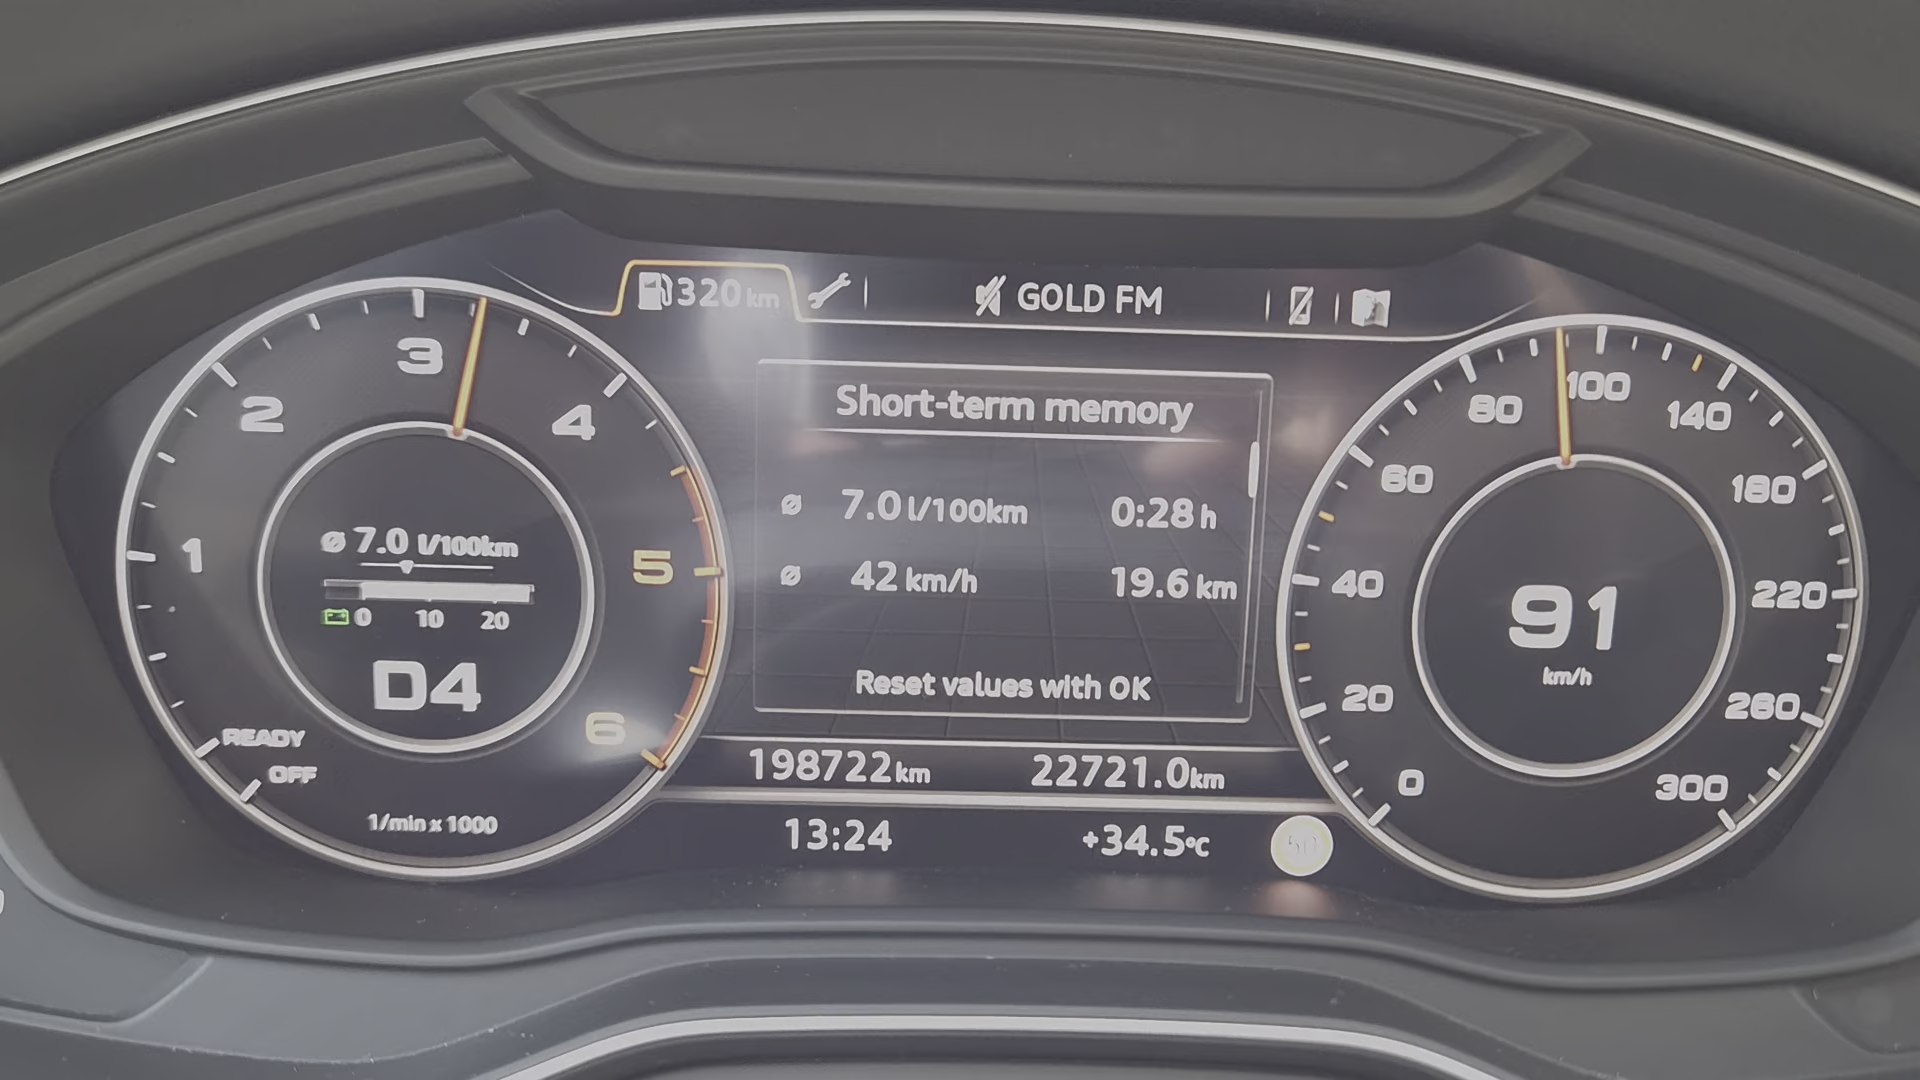 320 km
GOLD FM
1
2
3
4
5
6
READY
OFF
1/min x 1000
ø 7.0 l/100km
0 10 20
D4
Short-term memory
ø 7.0 l/100km 0:28 h
ø 42 km/h 19.6 km
Reset values with OK
198722 km 22721.0 km
13:24 +34.5 °C 50
0
20
40
60
80
100
140
180
220
260
300
91
km/h